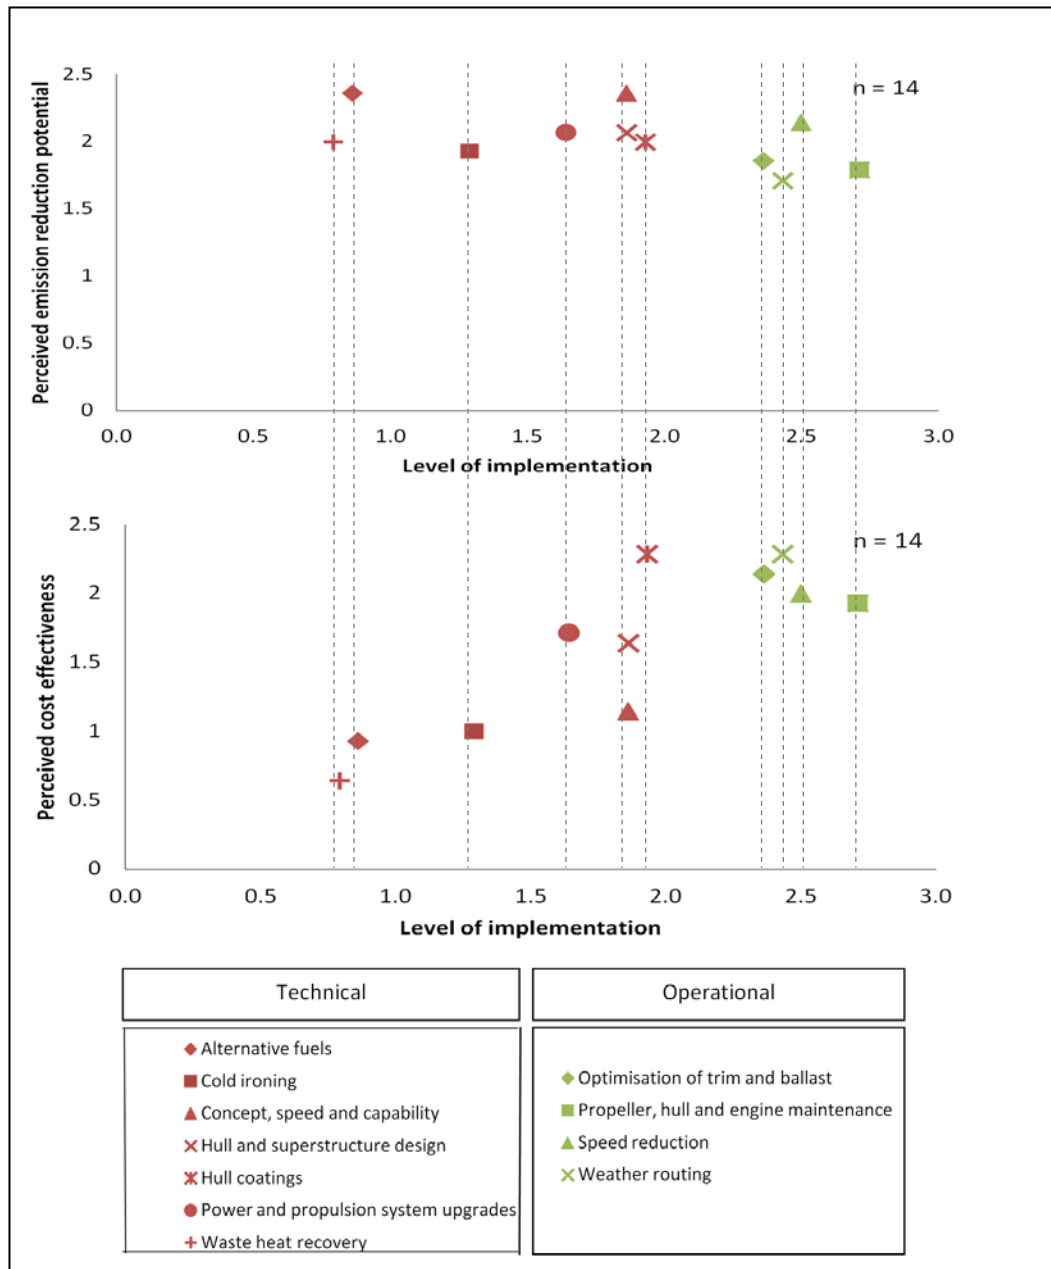 2.5
n = 14
2
1.5
1
0.5
0
Perceived emission reduction potential
0.0 0.5 1.0 1.5 2.0 2.5 3.0
Level of implementation
2.5
n = 14
2
1.5
1
0.5
0
Perceived cost effectiveness
0.0 0.5 1.0 1.5 2.0 2.5 3.0
Level of implementation
Technical
Alternative fuels
Cold ironing
Concept, speed and capability
Hull and superstructure design
Hull coatings
Power and propulsion system upgrades
Waste heat recovery
Operational
Optimisation of trim and ballast
Propeller, hull and engine maintenance
Speed reduction
Weather routing